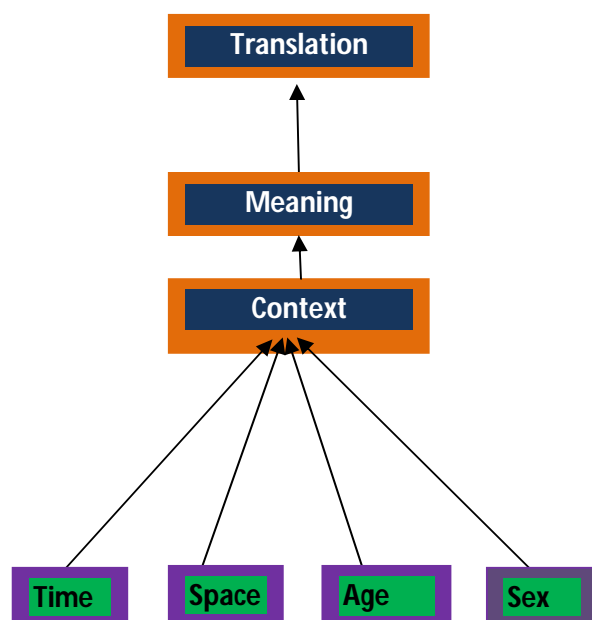 Translation
Meaning
Context
Time
Space
Age
Sex